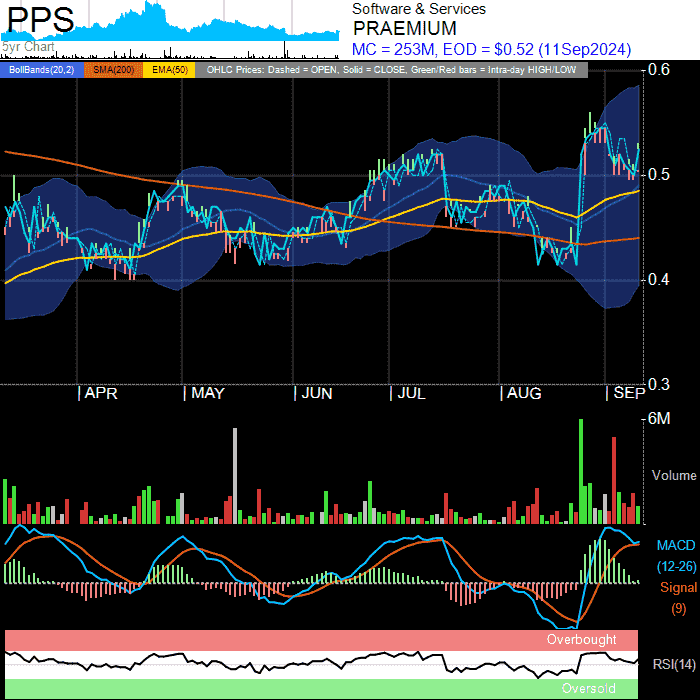 PPS
5yr Chart
Software & Services
PRAEMIUM
MC = 253M, EOD = $0.52 (11Sep2024)
BollBands(20,2) SMA(200) EMA(50) OHLC Prices: Dashed = OPEN, Solid = CLOSE, Green/Red bars = Intra-day HIGH/LOW
0.6
0.5
0.4
0.3
| APR | MAY | JUN | JUL | AUG | SEP
6M
Volume
MACD
(12-26)
Signal
(9)
Overbought
RSI(14)
Oversold